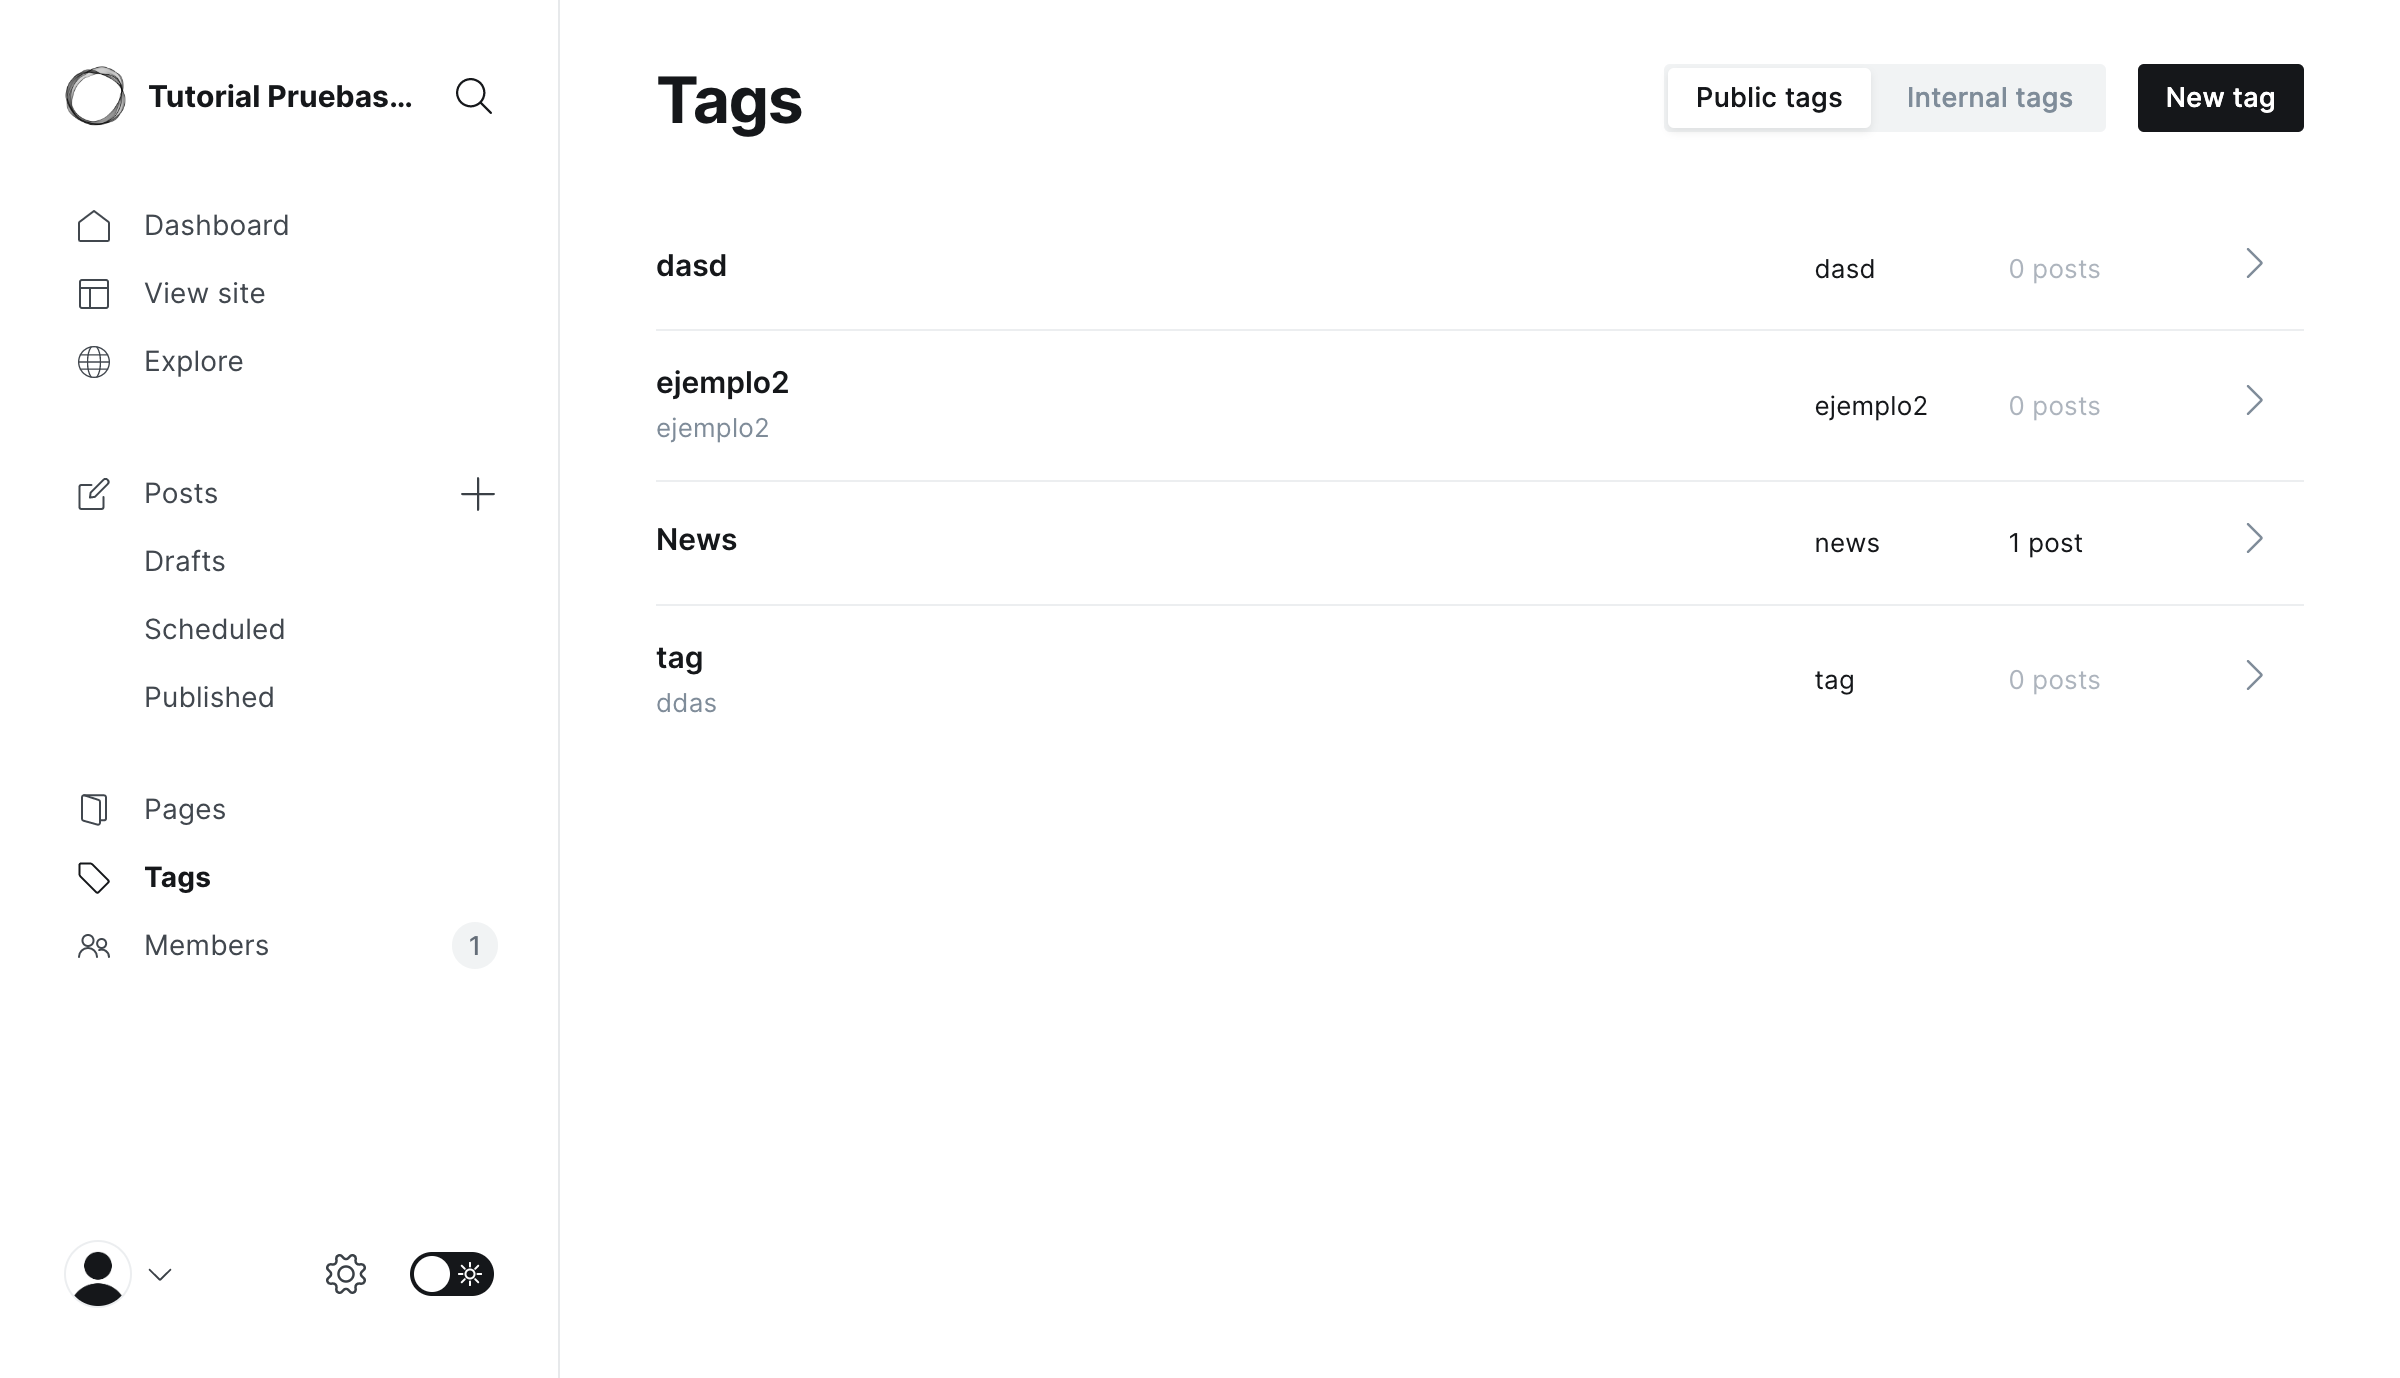 Tutorial Pruebas...
Dashboard
View site
Explore
Posts
Drafts
Scheduled
Published
Pages
Tags
Members 1
Tags
Public tags Internal tags New tag
dasd dasd 0 posts
ejemplo2
ejemplo2 ejemplo2 0 posts
News news 1 post
tag
ddas tag 0 posts